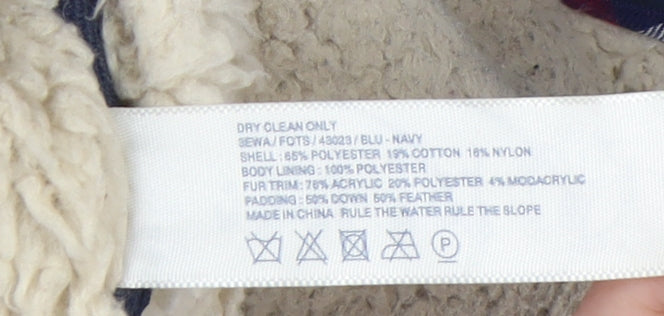 DRY CLEAN ONLY
SEWA / FOTS / 43023 / BLU - NAVY
SHELL : 65% POLYESTER 19% COTTON 16% NYLON
BODY LINING : 100% POLYESTER
FUR TRIM : 76% ACRYLIC 20% POLYESTER 4% MODACRYLIC
PADDING : 50% DOWN 50% FEATHER
MADE IN CHINA RULE THE WATER RULE THE SLOPE
P